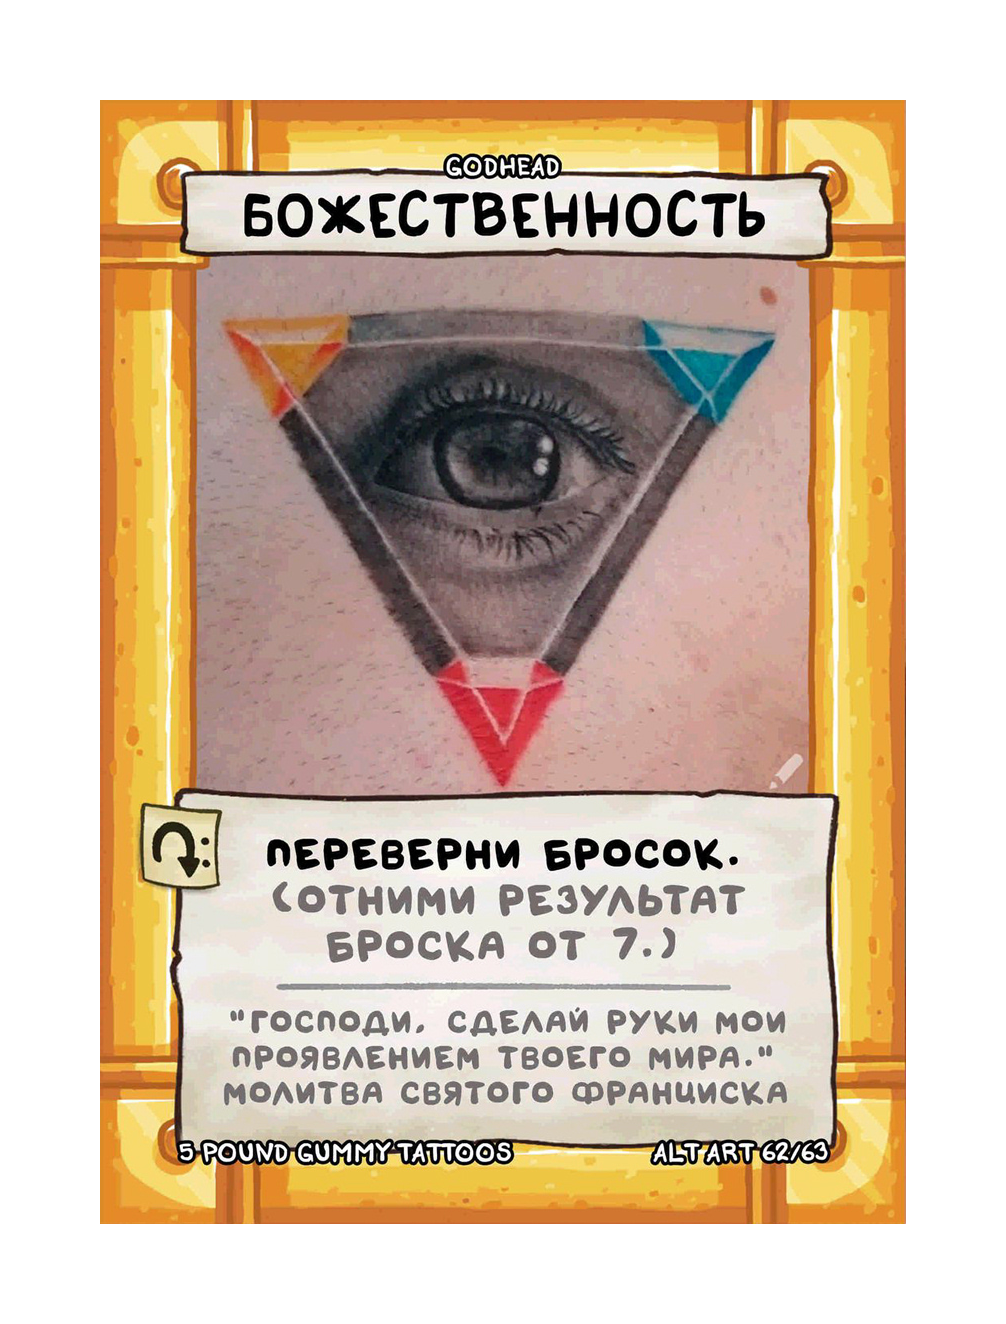 GODHEAD
БОЖЕСТВЕННОСТЬ
ПЕРЕВЕРНИ БРОСОК.
(ОТНИМИ РЕЗУЛЬТАТ
БРОСКА ОТ 7.)
"ГОСПОДИ, СДЕЛАЙ РУКИ МОИ
ПРОЯВЛЕНИЕМ ТВОЕГО МИРА."
МОЛИТВА СВЯТОГО ФРАНЦИСКА
5 POUND GUMMY TATTOOS
ALT ART 62/63